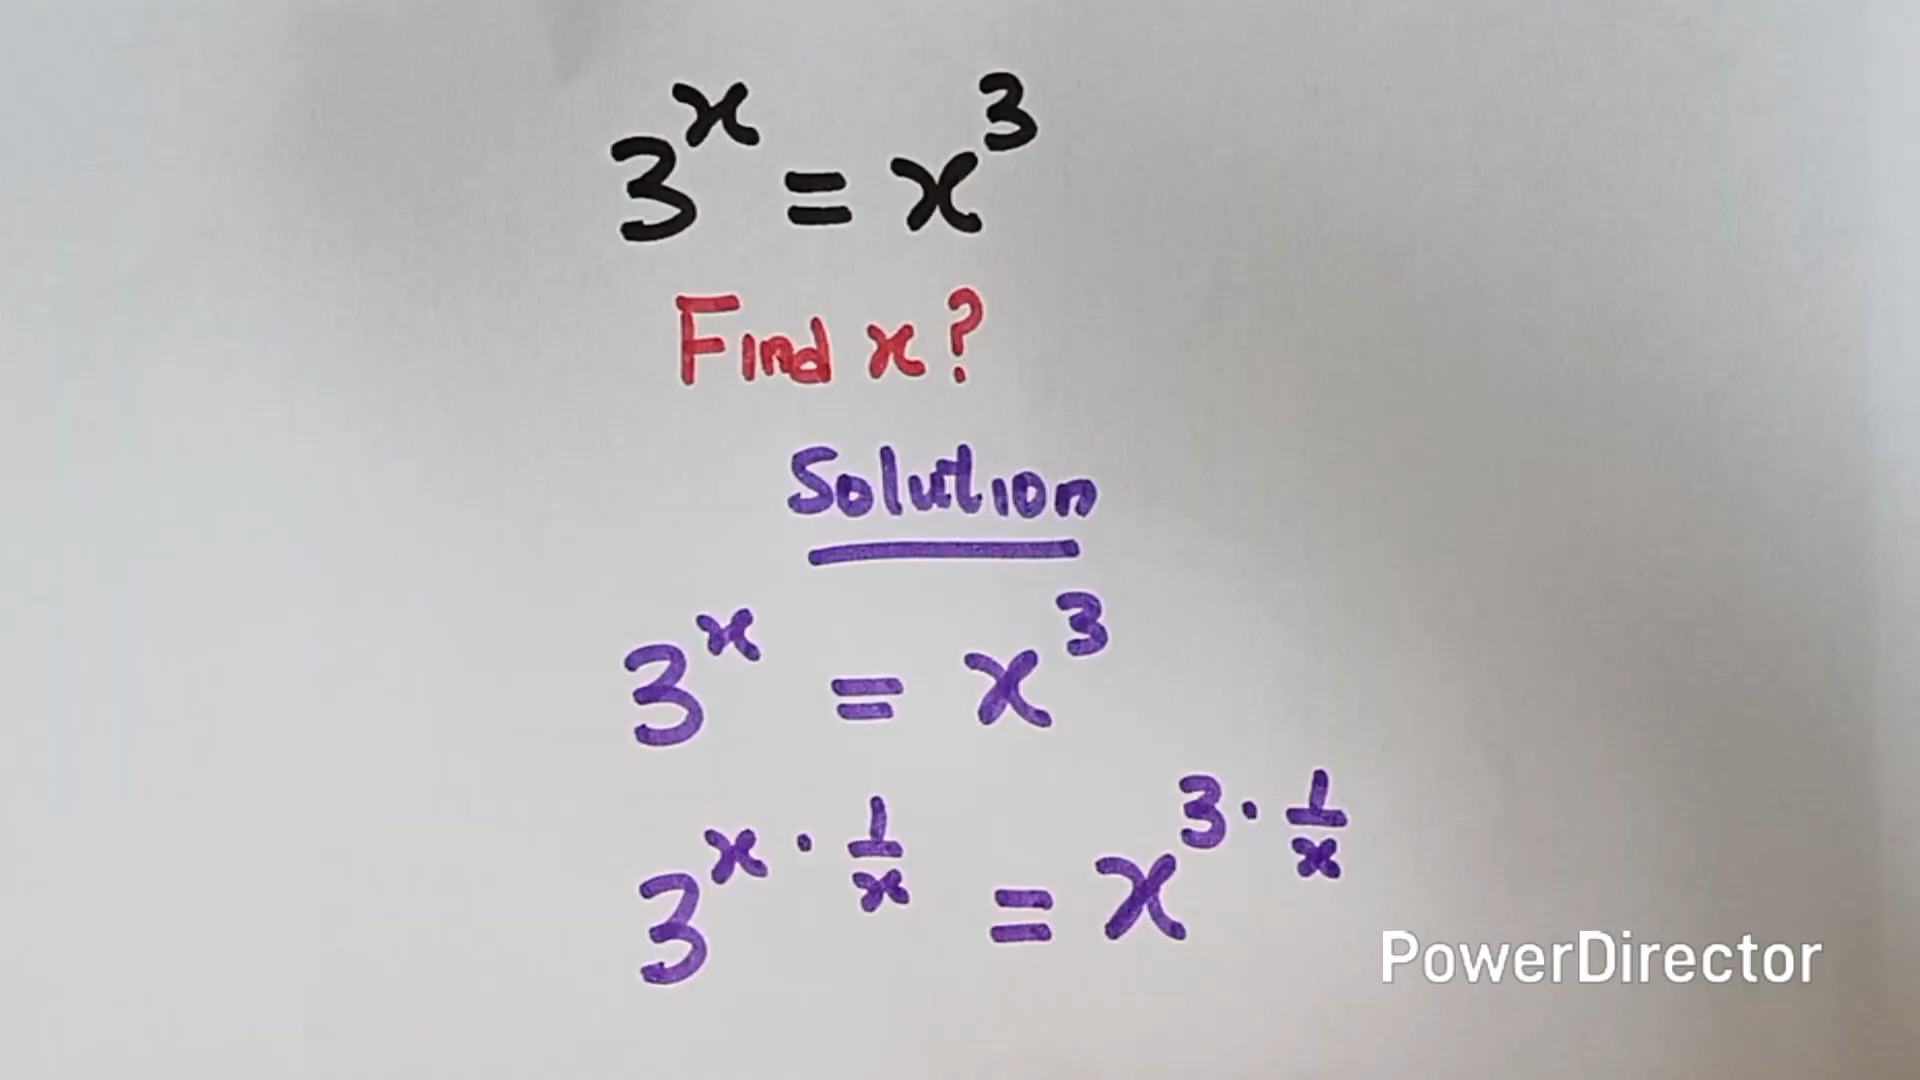 3^x = x^3
Find x?
Solution
3^x = x^3
3^{x · 1/x} = x^{3 · 1/x}
PowerDirector